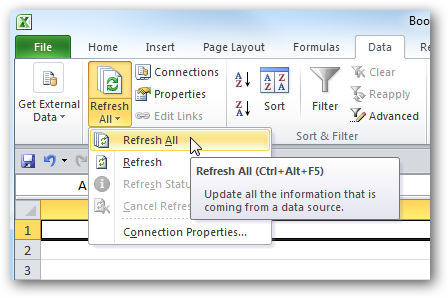 Boo
File Home Insert Page Layout Formulas Data Re
Get External Data
Refresh All
Connections
Properties
Edit Links
Sort
Filter
Clear
Reapply
Advanced
Sort & Filter
Refresh All
Refresh
Refresh Statu
Cancel Refres
Connection Properties...
Refresh All (Ctrl+Alt+F5)
Update all the information that is
coming from a data source.
A
1
2
3